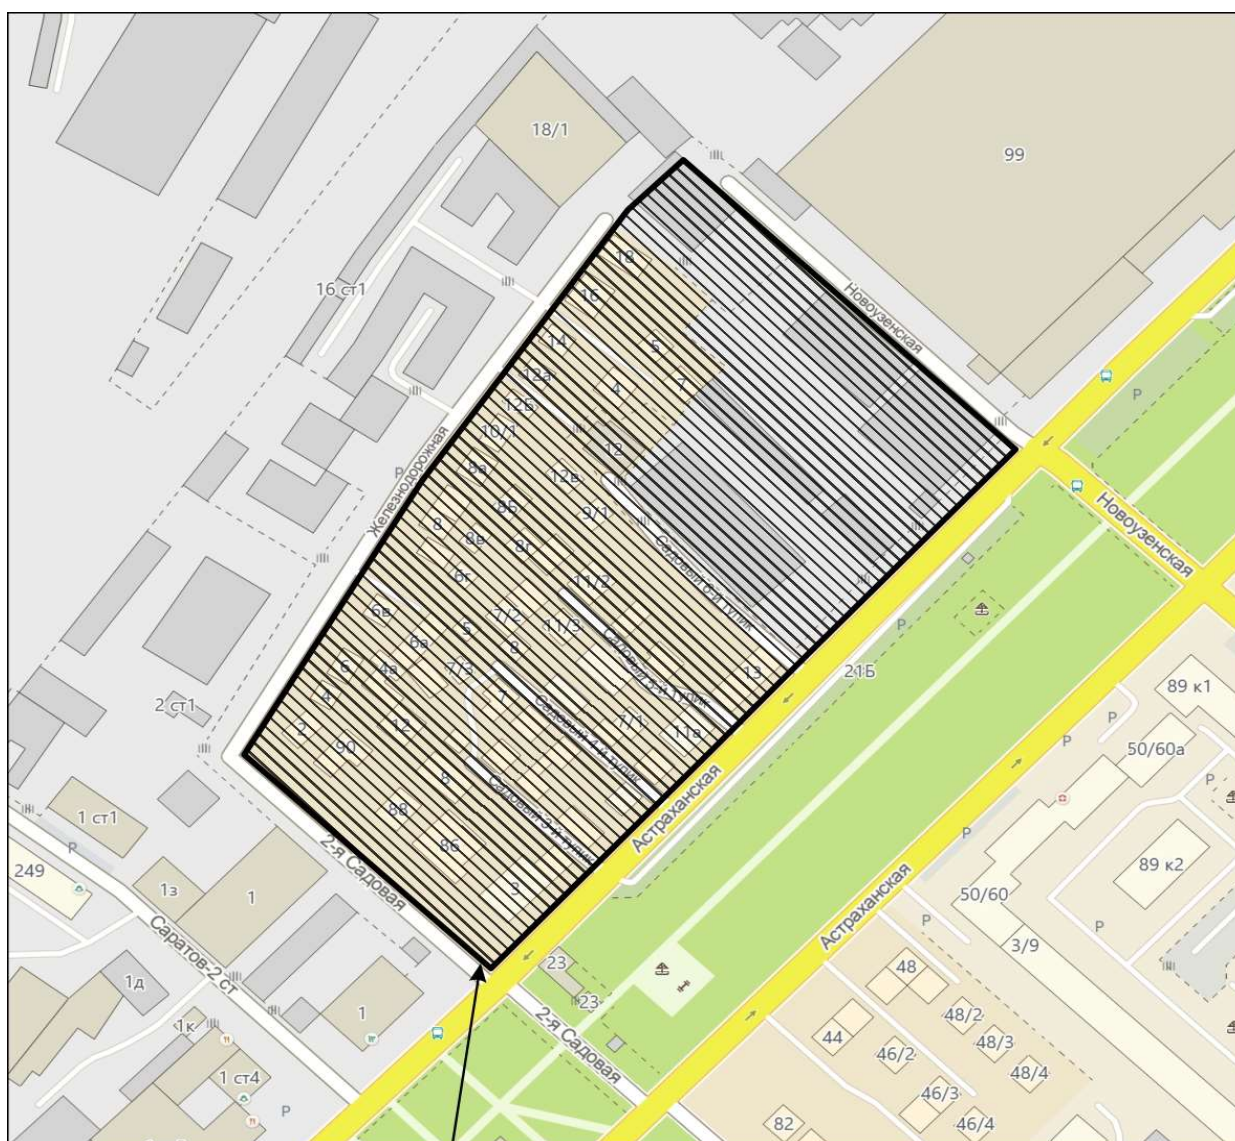 18/1
99
16 ст1
Новоузенская
18
16
14
5
12а
4
7
12Б
10/1
12
8а
12в
P
P
Железнодорожная
8Б
9/1
8
8в
8г
Новоузенская
6г
11/2
Садовый 6-й тупик
6в
7/2
5
11/3
P
6а
8
Садовый 5-й тупик
6
4а
7/3
13
21Б
4
7
89 к1
2 ст1
2
12
7/1
11а
P
90
Садовый 4-й тупик
50/60а
P
5
P
88
Садовый 3-й тупик
Астраханская
1 ст1
86
P
P
249
2-я Садовая
89 к2
1з
1
3
50/60
Астраханская
P
P
Саратов-2 ст
3/9
23
48
1д
23
1к
1
2-я Садовая
44
48/2
46/2
48/3
1 ст4
48/4
P
46/3
82
46/4